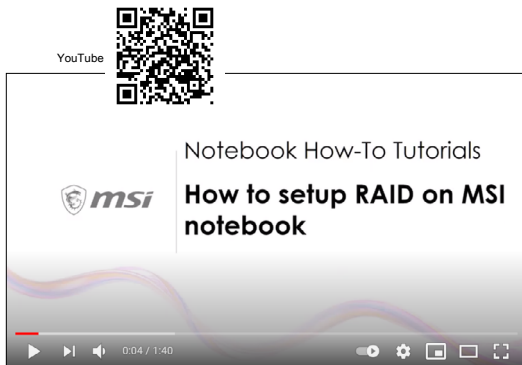 YouTube
Notebook How-To Tutorials
msi
How to setup RAID on MSI
notebook
0:04 / 1:40